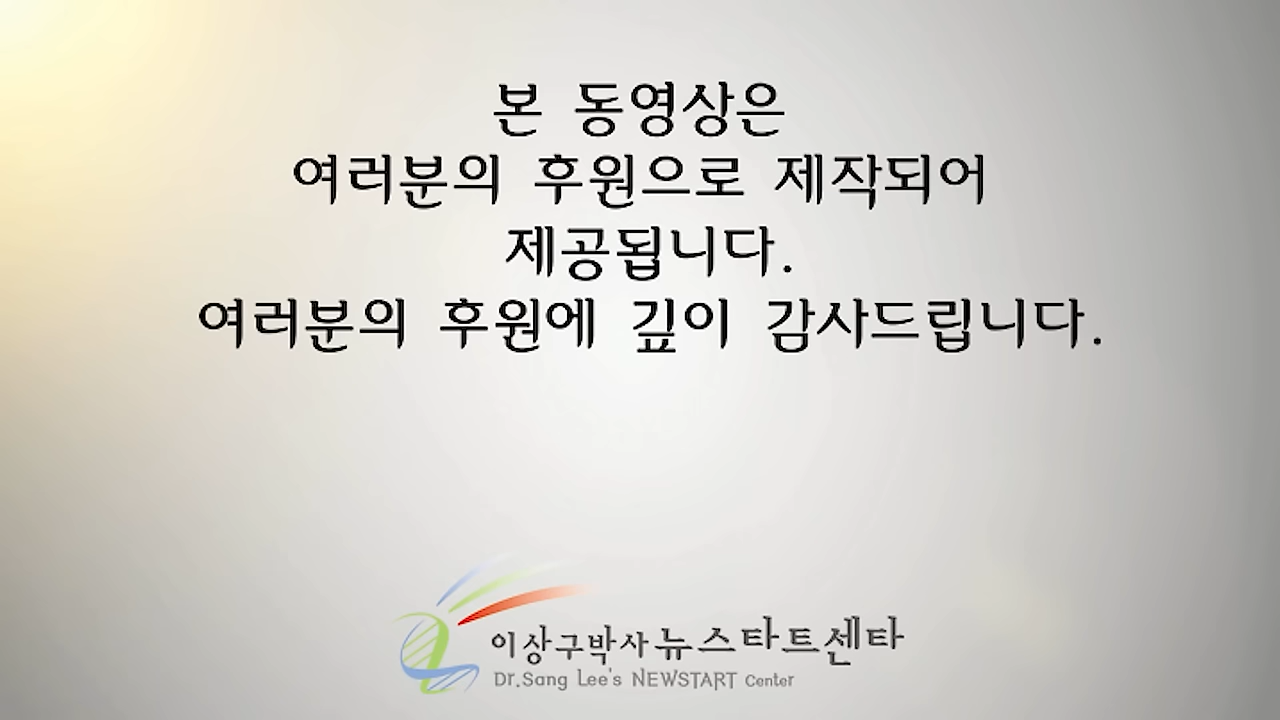 본 동영상은
여러분의 후원으로 제작되어
제공됩니다.
여러분의 후원에 깊이 감사드립니다.
이상구박사 뉴스타트센타
Dr.Sang Lee's NEWSTART Center